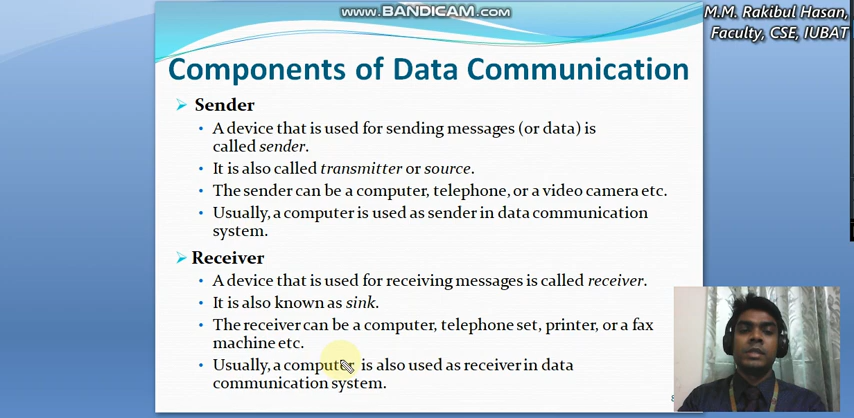 www.BANDICAM.com
M.M. Rakibul Hasan,
Faculty, CSE, IUBAT
Components of Data Communication
Sender
A device that is used for sending messages (or data) is
called sender.
It is also called transmitter or source.
The sender can be a computer, telephone, or a video camera etc.
Usually, a computer is used as sender in data communication
system.
Receiver
A device that is used for receiving messages is called receiver.
It is also known as sink.
The receiver can be a computer, telephone set, printer, or a fax
machine etc.
Usually, a computer is also used as receiver in data
communication system.